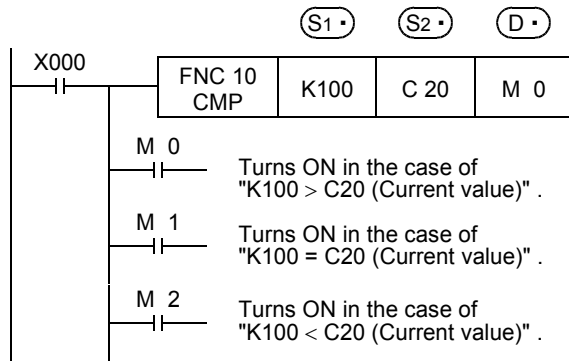 S1 · S2 · D ·
X000
FNC 10 K100 C 20 M 0
CMP
M 0
Turns ON in the case of
"K100 > C20 (Current value)" .
M 1
Turns ON in the case of
"K100 = C20 (Current value)" .
M 2
Turns ON in the case of
"K100 < C20 (Current value)" .